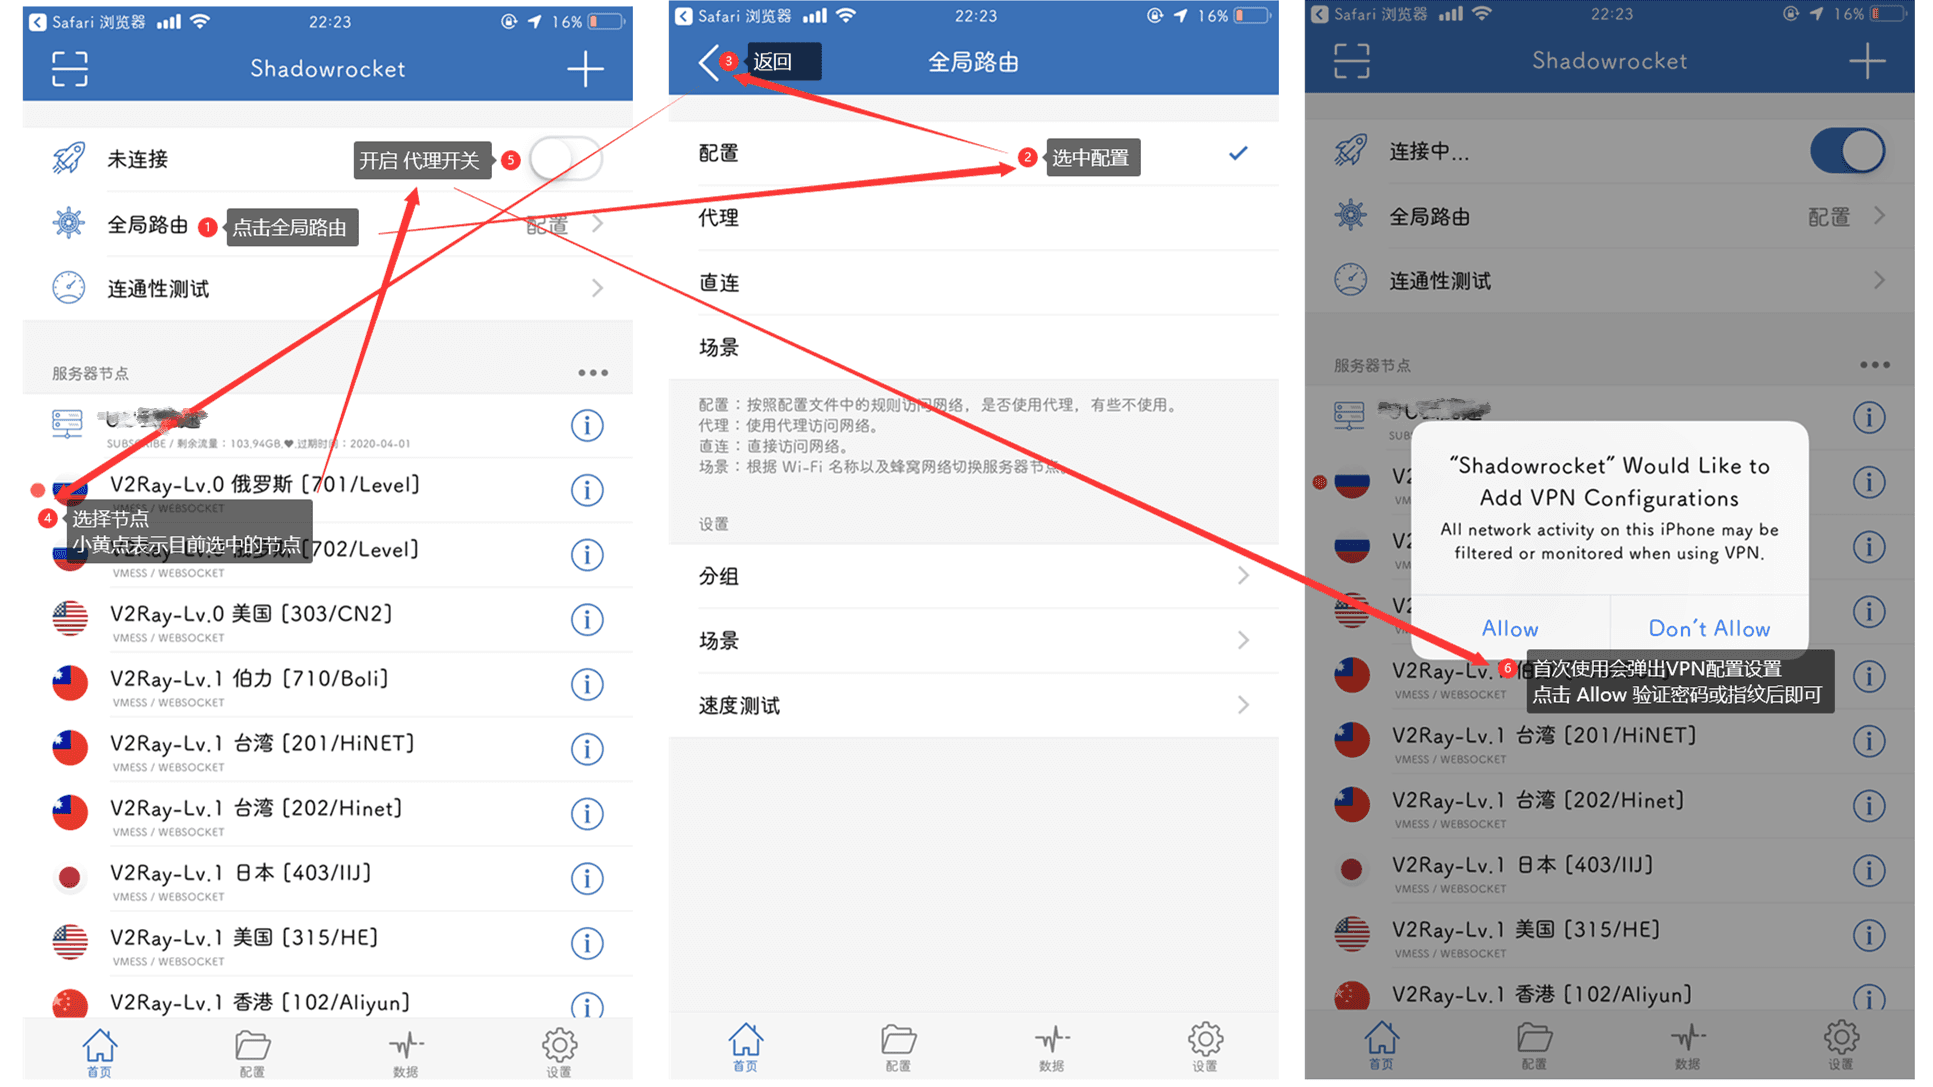 Safari 浏览器
22:23
16%
Shadowrocket
未连接
开启 代理开关
5
全局路由
1
点击全局路由
配置
连通性测试
服务器节点
SUBSCRIBE / 剩余流量：103.94GB.♥.过期时间：2020-04-01
V2Ray-Lv.0 俄罗斯 [701/Level]
VMESS / WEBSOCKET
4
选择节点
小黄点表示目前选中的节点
702/Level]
VMESS / WEBSOCKET
V2Ray-Lv.0 美国 [303/CN2]
VMESS / WEBSOCKET
V2Ray-Lv.1 伯力 [710/Boli]
VMESS / WEBSOCKET
V2Ray-Lv.1 台湾 [201/HiNET]
VMESS / WEBSOCKET
V2Ray-Lv.1 台湾 [202/Hinet]
VMESS / WEBSOCKET
V2Ray-Lv.1 日本 [403/IIJ]
VMESS / WEBSOCKET
V2Ray-Lv.1 美国 [315/HE]
VMESS / WEBSOCKET
V2Ray-Lv.1 香港 [102/Aliyun]
首页
配置
数据
设置
Safari 浏览器
22:23
16%
3
返回
全局路由
配置
2
选中配置
代理
直连
场景
配置：按照配置文件中的规则访问网络，是否使用代理，有些不使用。
代理：使用代理访问网络。
直连：直接访问网络。
场景：根据 Wi-Fi 名称以及蜂窝网络切换服务器节点。
设置
分组
场景
速度测试
首页
配置
数据
设置
Safari 浏览器
22:23
16%
Shadowrocket
连接中...
全局路由
配置
连通性测试
服务器节点
SUB
V2
VM
V2
VM
V2
VM
“Shadowrocket” Would Like to
Add VPN Configurations
All network activity on this iPhone may be
filtered or monitored when using VPN.
Allow
Don’t Allow
V2Ray-Lv.
VMESS / WEBSOCKET
6
首次使用会弹出VPN配置设置
点击 Allow 验证密码或指纹后即可
V2Ray-Lv.1 台湾 [201/HiNET]
VMESS / WEBSOCKET
V2Ray-Lv.1 台湾 [202/Hinet]
VMESS / WEBSOCKET
V2Ray-Lv.1 日本 [403/IIJ]
VMESS / WEBSOCKET
V2Ray-Lv.1 美国 [315/HE]
VMESS / WEBSOCKET
V2Ray-Lv.1 香港 [102/Aliyun]
首页
配置
数据
设置